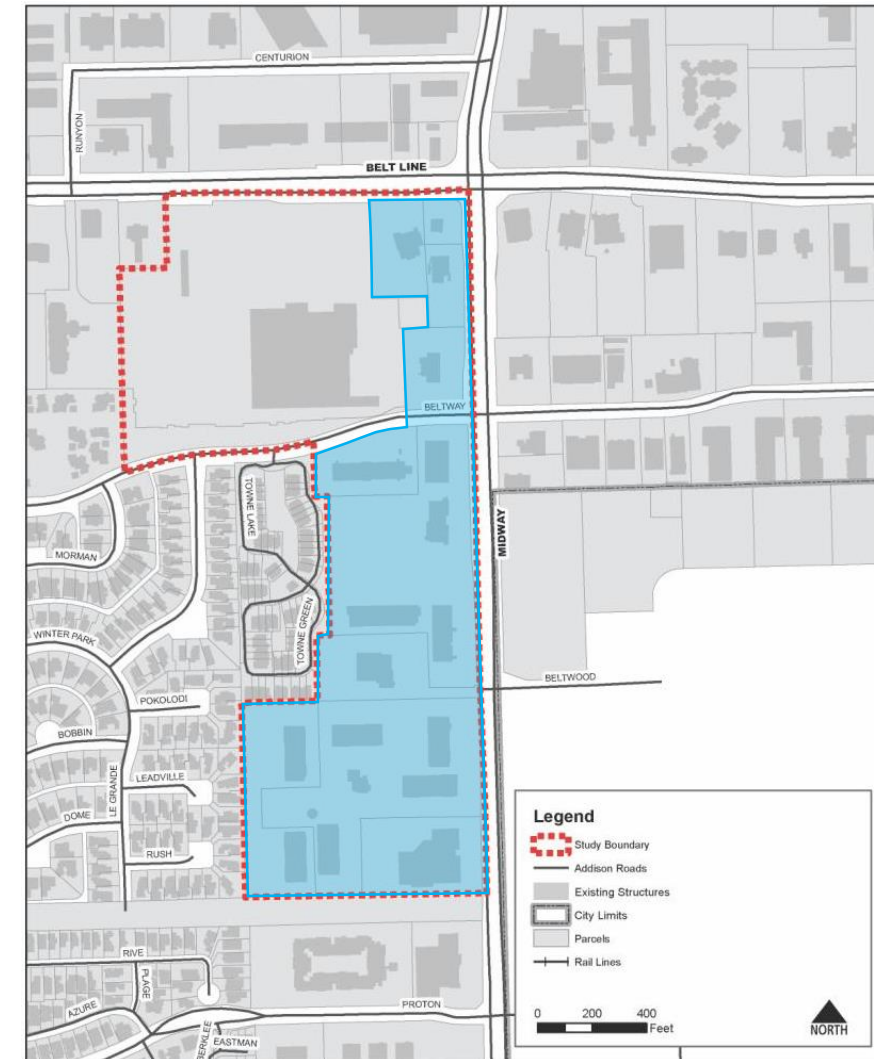 CENTURION
RUNYON
BELT LINE
BELTWAY
TOWNE LAKE
MIDWAY
MORMAN
TOWNE GREEN
WINTER PARK
BELTWOOD
POKOLODI
BOBBIN
LEADVILLE
LE GRANDE
DOME
RUSH
RIVE
PLAGE
AZURE
BERKLEE
EASTMAN
PROTON
Legend
Study Boundary
Addison Roads
Existing Structures
City Limits
Parcels
Rail Lines
0 200 400
Feet
NORTH